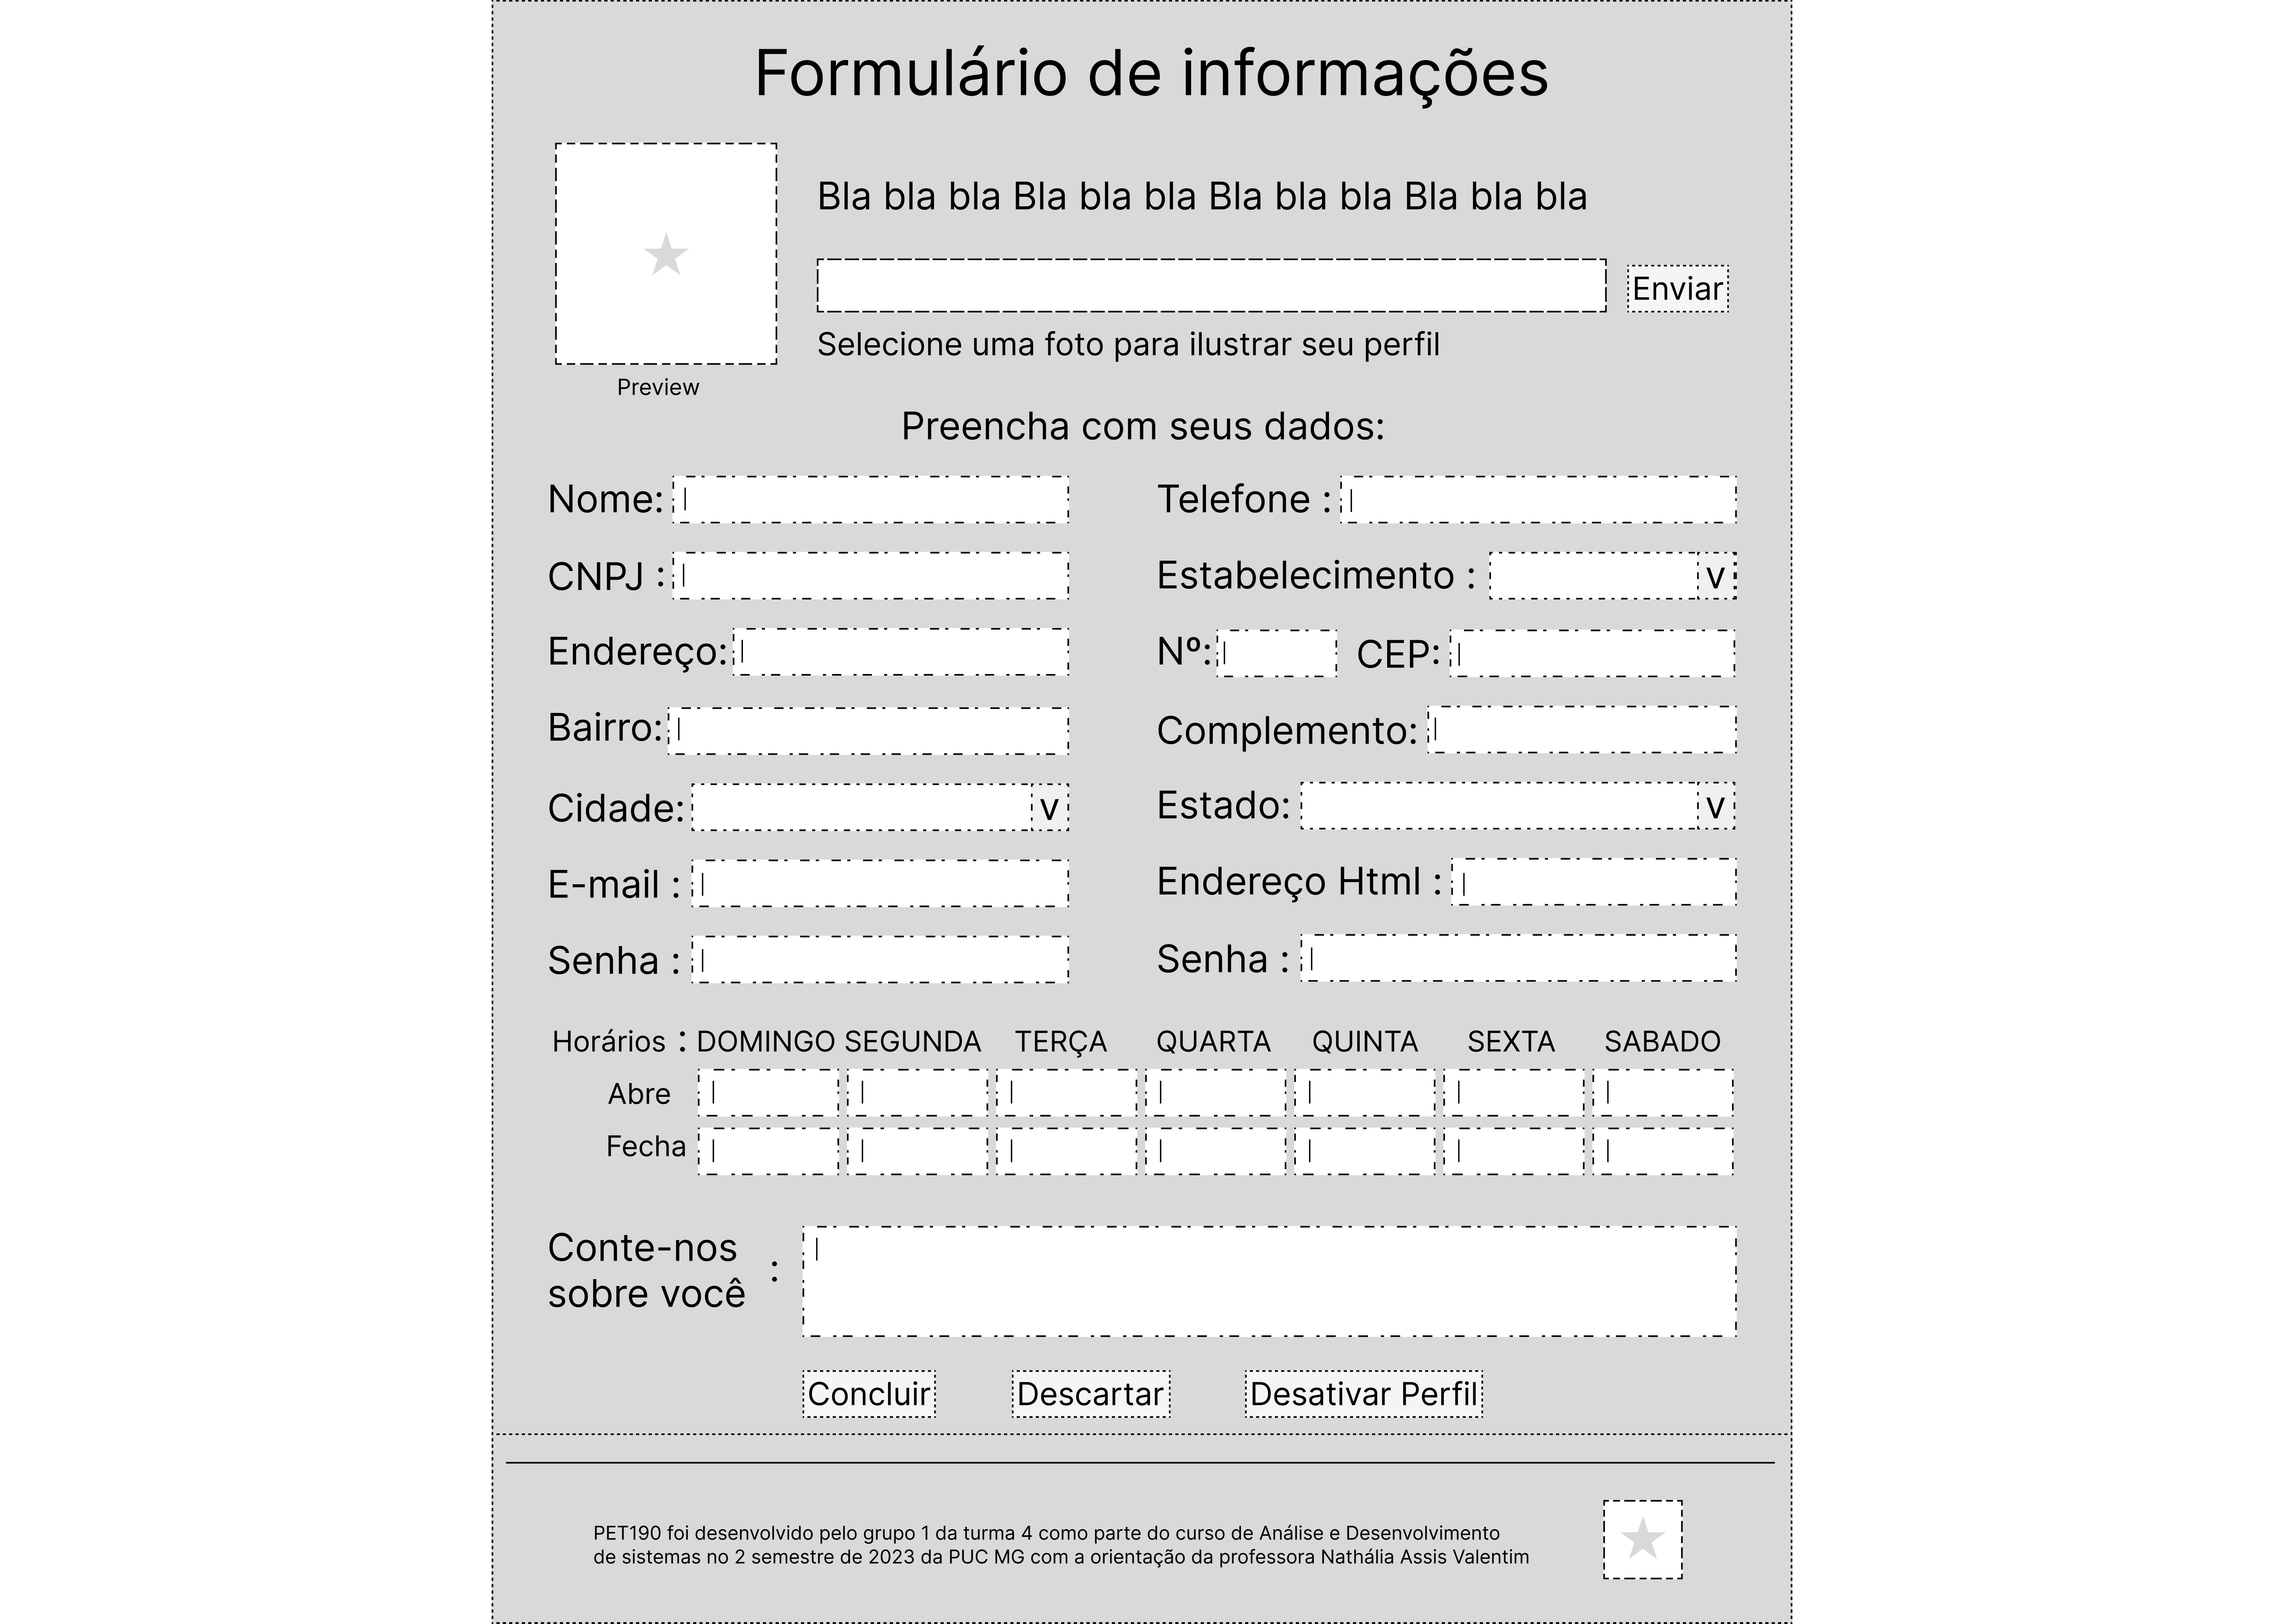 Formulário de informações
Bla bla bla Bla bla bla Bla bla bla Bla bla bla
Enviar
Selecione uma foto para ilustrar seu perfil
Preview
Preencha com seus dados:
Nome:
Telefone :
CNPJ :
Estabelecimento : v
Endereço:
Nº: CEP:
Bairro:
Complemento:
Cidade: v
Estado: v
E-mail :
Endereço Html :
Senha :
Senha :
Horários : DOMINGO SEGUNDA TERÇA QUARTA QUINTA SEXTA SABADO
Abre
Fecha
Conte-nos
sobre você :
Concluir Descartar Desativar Perfil
PET190 foi desenvolvido pelo grupo 1 da turma 4 como parte do curso de Análise e Desenvolvimento
de sistemas no 2 semestre de 2023 da PUC MG com a orientação da professora Nathália Assis Valentim